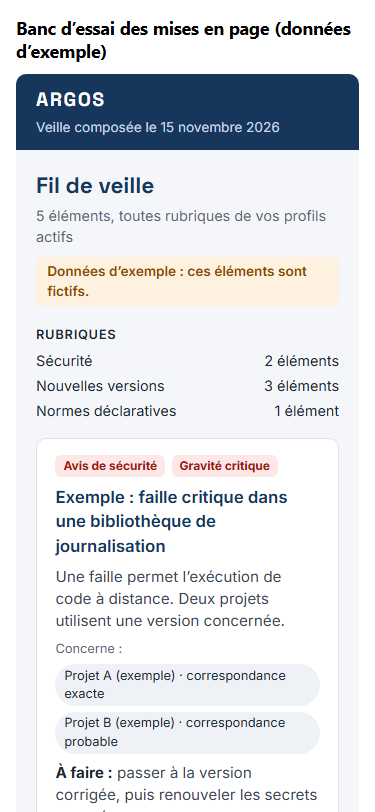 Banc d’essai des mises en page (données
d’exemple)
ARGOS
Veille composée le 15 novembre 2026
Fil de veille
5 éléments, toutes rubriques de vos profils
actifs
Données d’exemple : ces éléments sont
fictifs.
RUBRIQUES
Sécurité 2 éléments
Nouvelles versions 3 éléments
Normes déclaratives 1 élément
Avis de sécurité Gravité critique
Exemple : faille critique dans
une bibliothèque de
journalisation
Une faille permet l’exécution de
code à distance. Deux projets
utilisent une version concernée.
Concerne :
Projet A (exemple) · correspondance
exacte
Projet B (exemple) · correspondance
probable
À faire : passer à la version
corrigée, puis renouveler les secrets